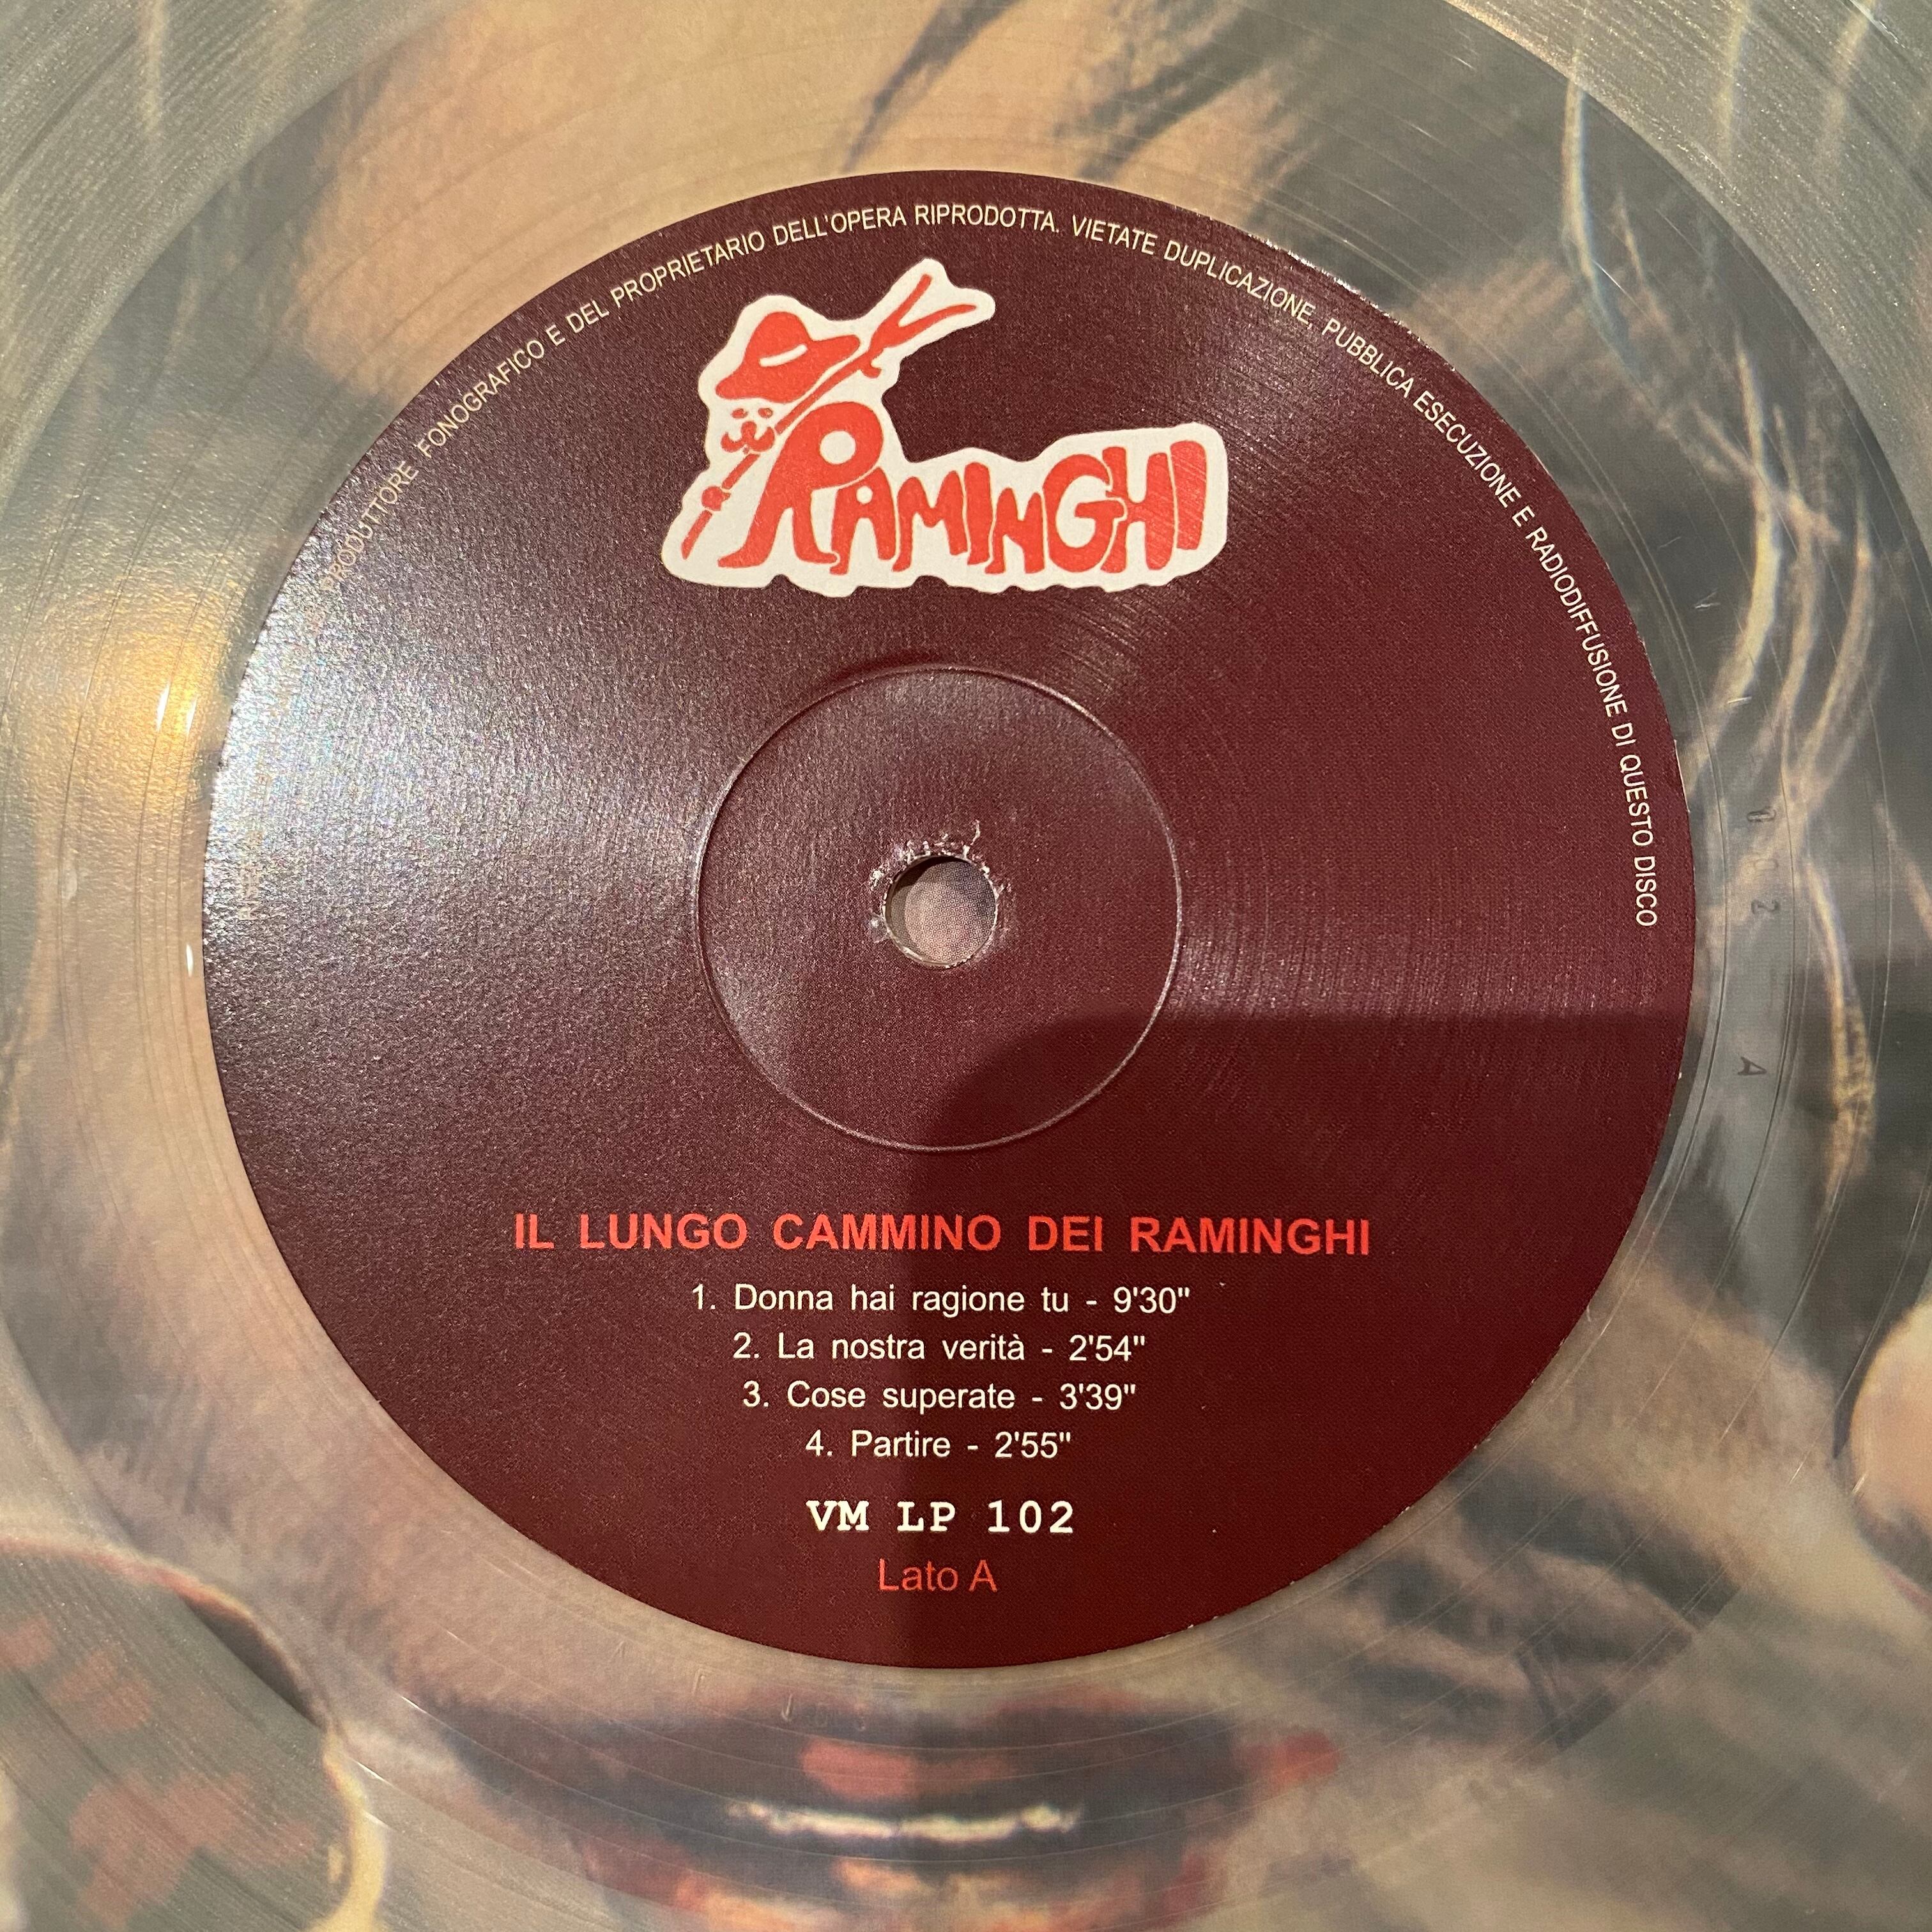 PRODUTTORE FONOGRAFICO E DEL PROPRIETARIO DELL'OPERA RIPRODOTTA. VIETATE DUPLICAZIONE, PUBBLICA ESECUZIONE E RADIODIFFUSIONE DI QUESTO DISCO
RAMINGHI
IL LUNGO CAMMINO DEI RAMINGHI
1. Donna hai ragione tu - 9'30"
2. La nostra verità - 2'54"
3. Cose superate - 3'39"
4. Partire - 2'55"
VM LP 102
Lato A